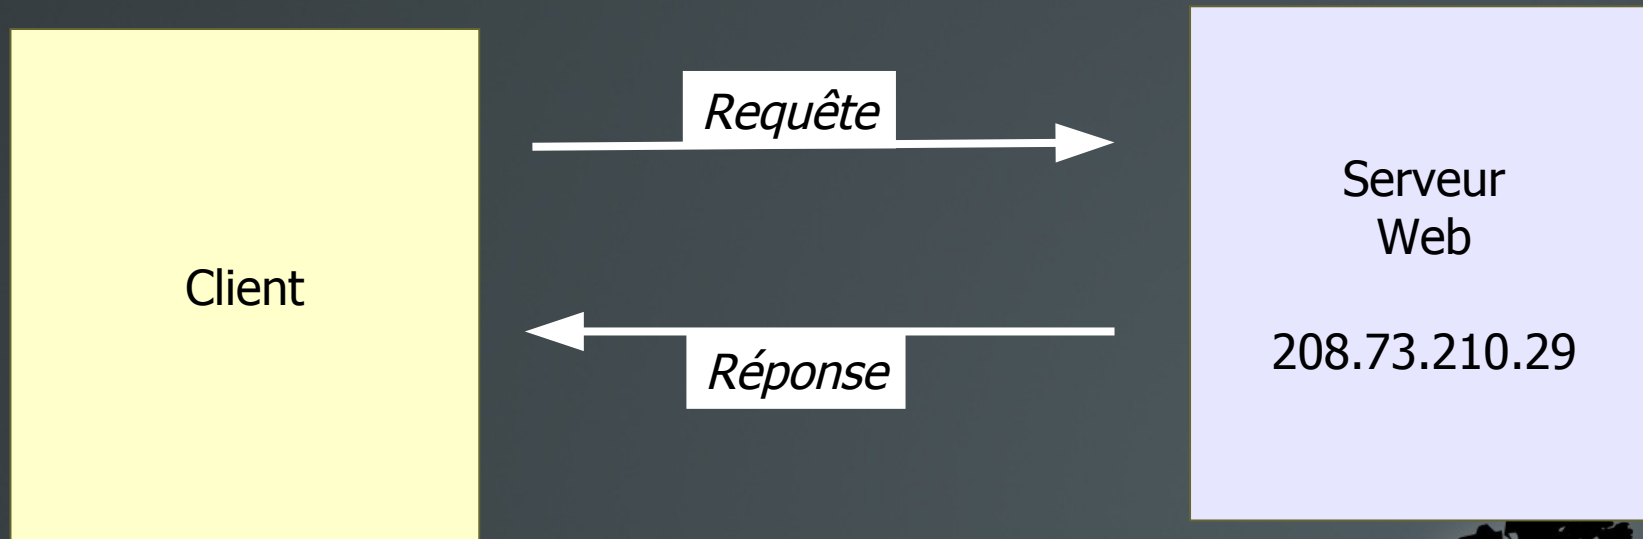 Client
Requête
Réponse
Serveur
Web
208.73.210.29